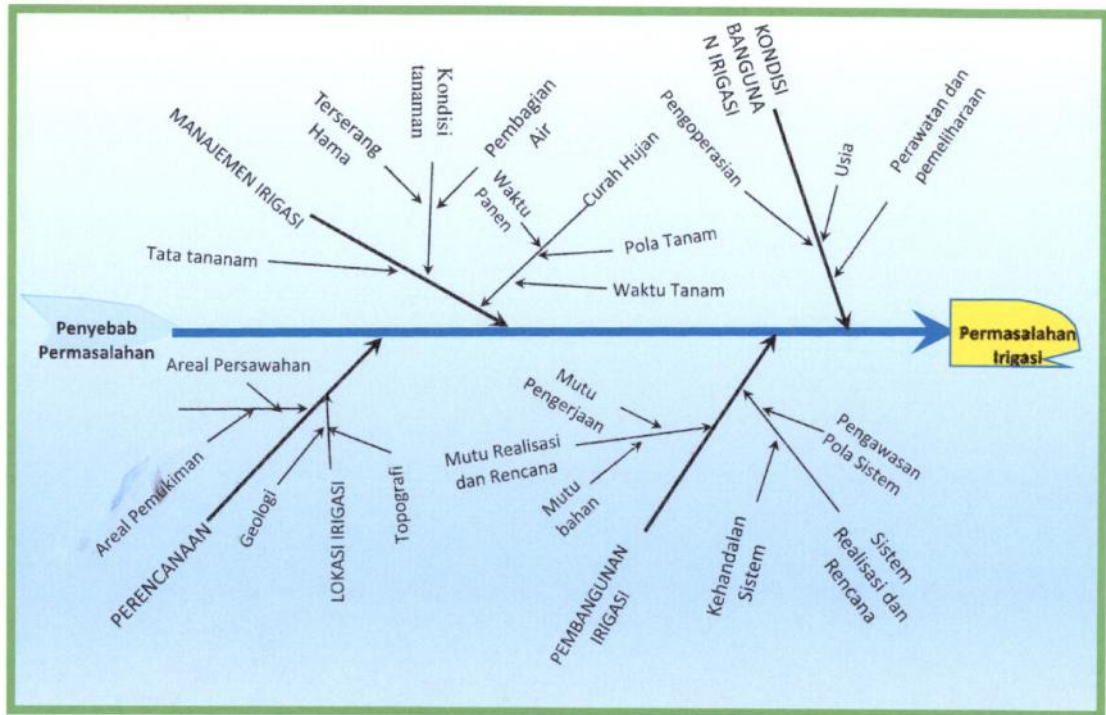 KONDISI
BANGUNA
N IRIGASI
Kondisi
tanaman
Terserang
Hama
Pembagian
Air
MANAJEMEN IRIGASI
Waktu
Panen
Curah Hujan
Pengoperasian
Usia
Perawatan dan
pemeliharaan
Tata tananam
Pola Tanam
Waktu Tanam
Penyebab
Permasalahan
Permasalahan
Irigasi
Areal Persawahan
Areal Pemukiman
PERENCANAAN
Geologi
LOKASI IRIGASI
Topografi
Mutu
Pengerjaan
Mutu Realisasi
dan Rencana
Mutu
bahan
PEMBANGUNAN
IRIGASI
Kehandalan
Sistem
Pengawasan
Pola Sistem
Sistem
Realisasi dan
Rencana